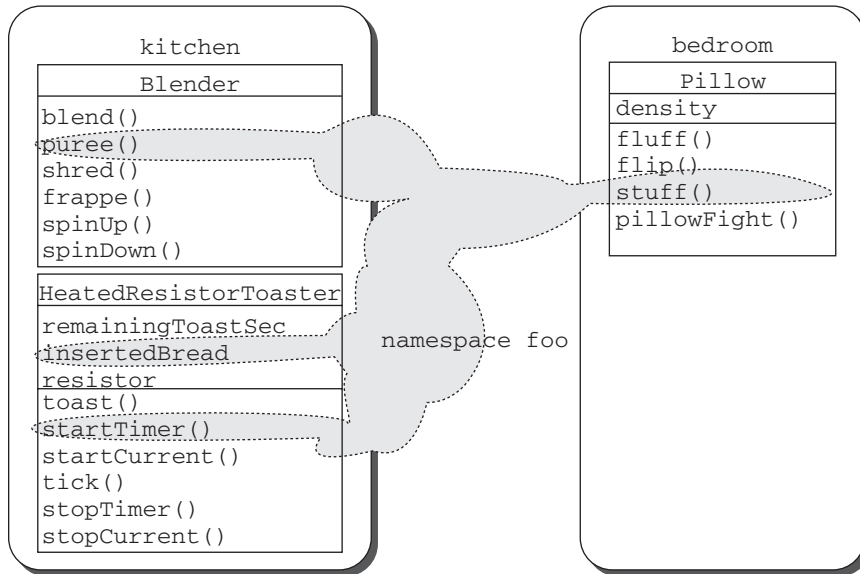 kitchen
Blender
blend()
puree()
shred()
frappe()
spinUp()
spinDown()
HeatedResistorToaster
remainingToastSec
insertedBread
resistor
toast()
startTimer()
startCurrent()
tick()
stopTimer()
stopCurrent()
namespace foo
bedroom
Pillow
density
fluff()
flip()
stuff()
pillowFight()